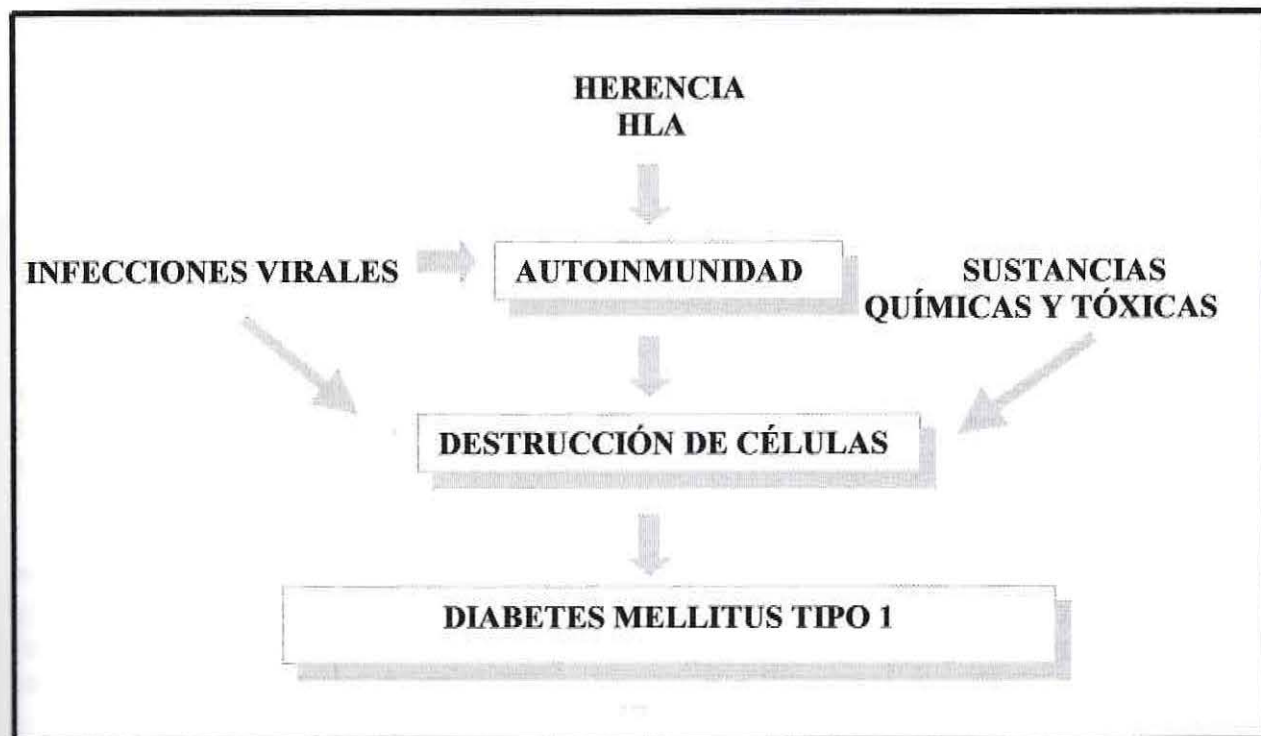 HERENCIA
HLA
INFECCIONES VIRALES
AUTOINMUNIDAD
SUSTANCIAS
QUÍMICAS Y TÓXICAS
DESTRUCCIÓN DE CÉLULAS
DIABETES MELLITUS TIPO 1